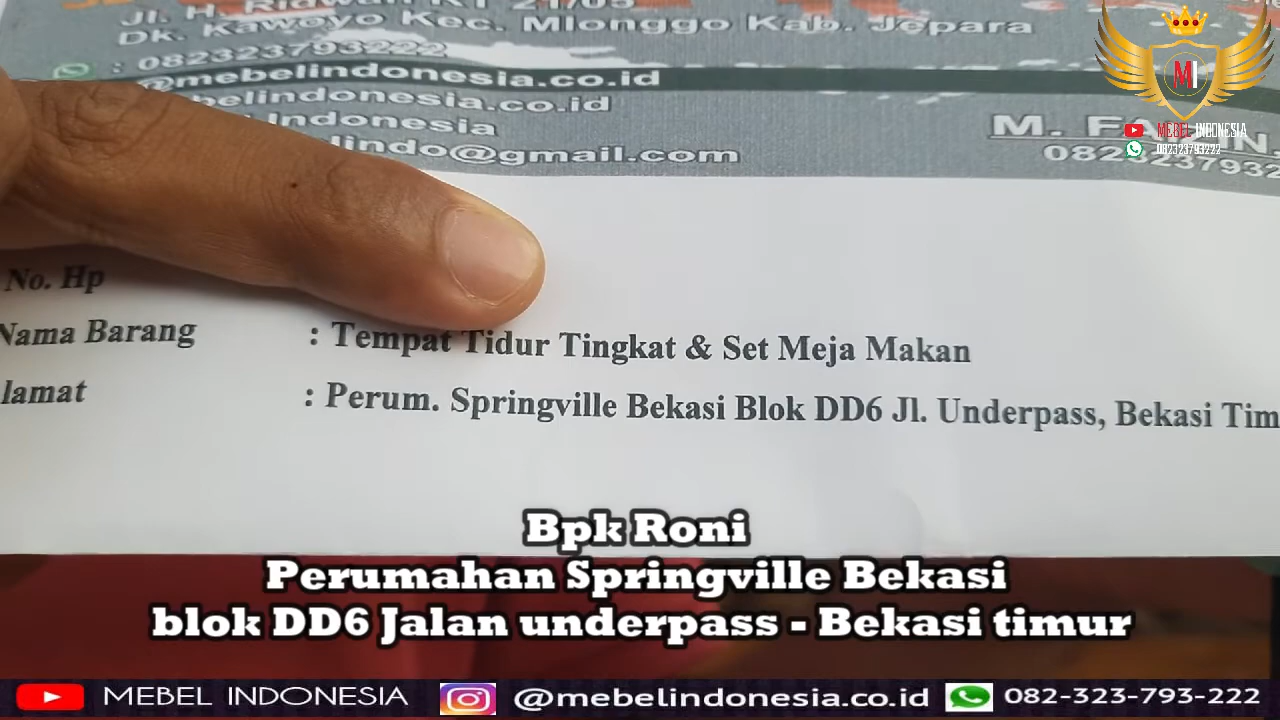 Jl. H. Ridwan RT 21/05
Dk. Kawoyo Kec. Mlonggo Kab. Jepara
: 082323793222
@mebelindonesia.co.id
belindonesia.co.id
Indonesia
lindo@gmail.com
M.
MI
MEBEL INDONESIA
082323793222
No. Hp
Nama Barang : Tempat Tidur Tingkat & Set Meja Makan
lamat : Perum. Springville Bekasi Blok DD6 Jl. Underpass, Bekasi Tim
Bpk Roni
Perumahan Springville Bekasi
blok DD6 Jalan underpass - Bekasi timur
MEBEL INDONESIA @mebelindonesia.co.id 082-323-793-222